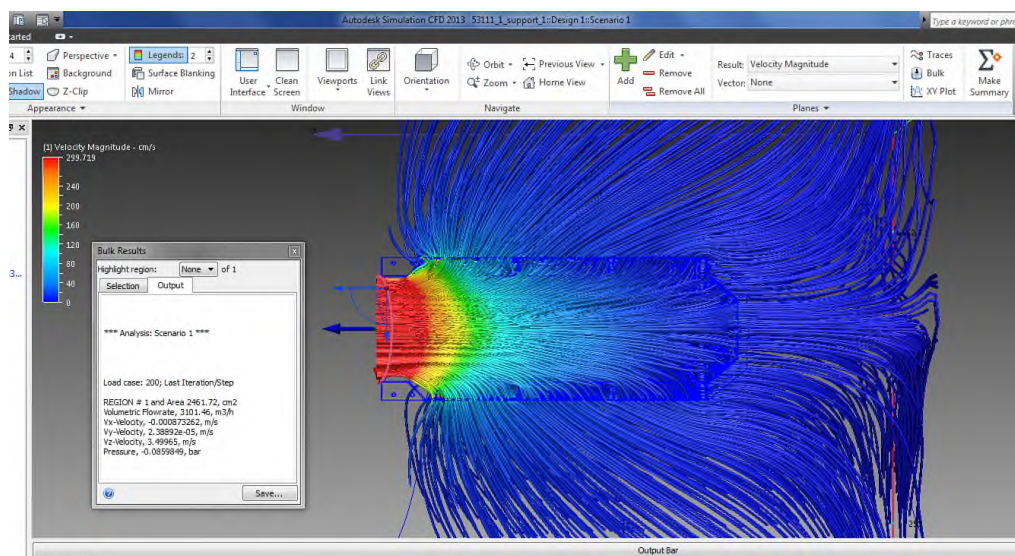 Autodesk Simulation CFD 2013 53111_1_support_1::Design 1::Scenario 1
Type a keyword or phr
arted
4
Perspective
Legends: 2
on List
Background
Surface Blanking
Shadow
Z-Clip
Mirror
Appearance
User
Interface
Clean
Screen
Viewports
Link
Views
Window
Orientation
Orbit
Previous View
Zoom
Home View
Navigate
Add
Edit
Remove
Remove All
Result: Velocity Magnitude
Vector: None
Planes
Traces
Bulk
XY Plot
Make
Summary
(1) Velocity Magnitude - cm/s
299.719
240
200
160
120
80
40
0
3...
Bulk Results
Highlight region: None of 1
Selection
Output
*** Analysis: Scenario 1 ***
Load case: 200; Last Iteration/Step
REGION # 1 and Area 2461.72, cm2
Volumetric Flowrate, 3101.46, m3/h
Vx-Velocity, -0.000873262, m/s
Vy-Velocity, 2.38892e-05, m/s
Vz-Velocity, 3.49965, m/s
Pressure, -0.0859849, bar
Save...
Output Bar